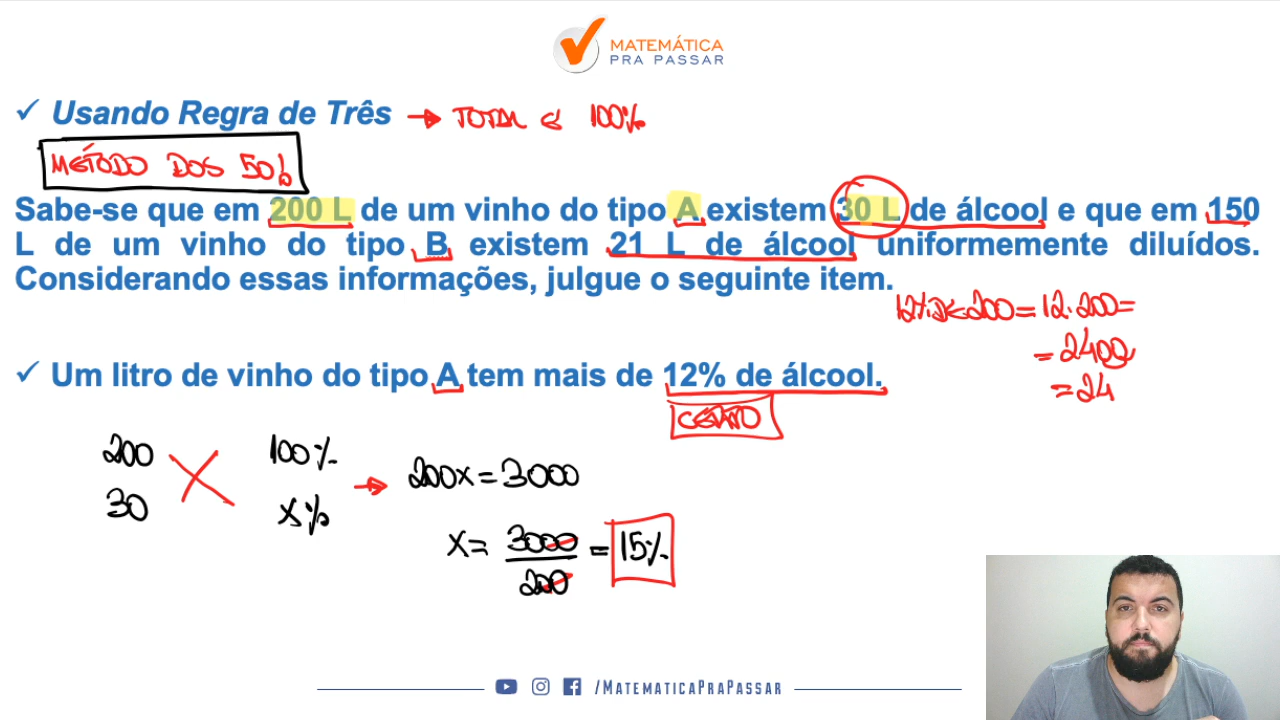 MATEMÁTICA
PRA PASSAR
✓ Usando Regra de Três → TOTAL é 100%
MÉTODO DOS 50%
Sabe-se que em 200 L de um vinho do tipo A existem 30 L de álcool e que em 150
L de um vinho do tipo B existem 21 L de álcool uniformemente diluídos.
Considerando essas informações, julgue o seguinte item.
12% de 200 = 12.200 =
= 2400
= 24
✓ Um litro de vinho do tipo A tem mais de 12% de álcool.
CERTO
200 100%
30 x%
→ 200x = 3000
x = 3000/200 = 15%
/MATEMATICAPRAPASSAR